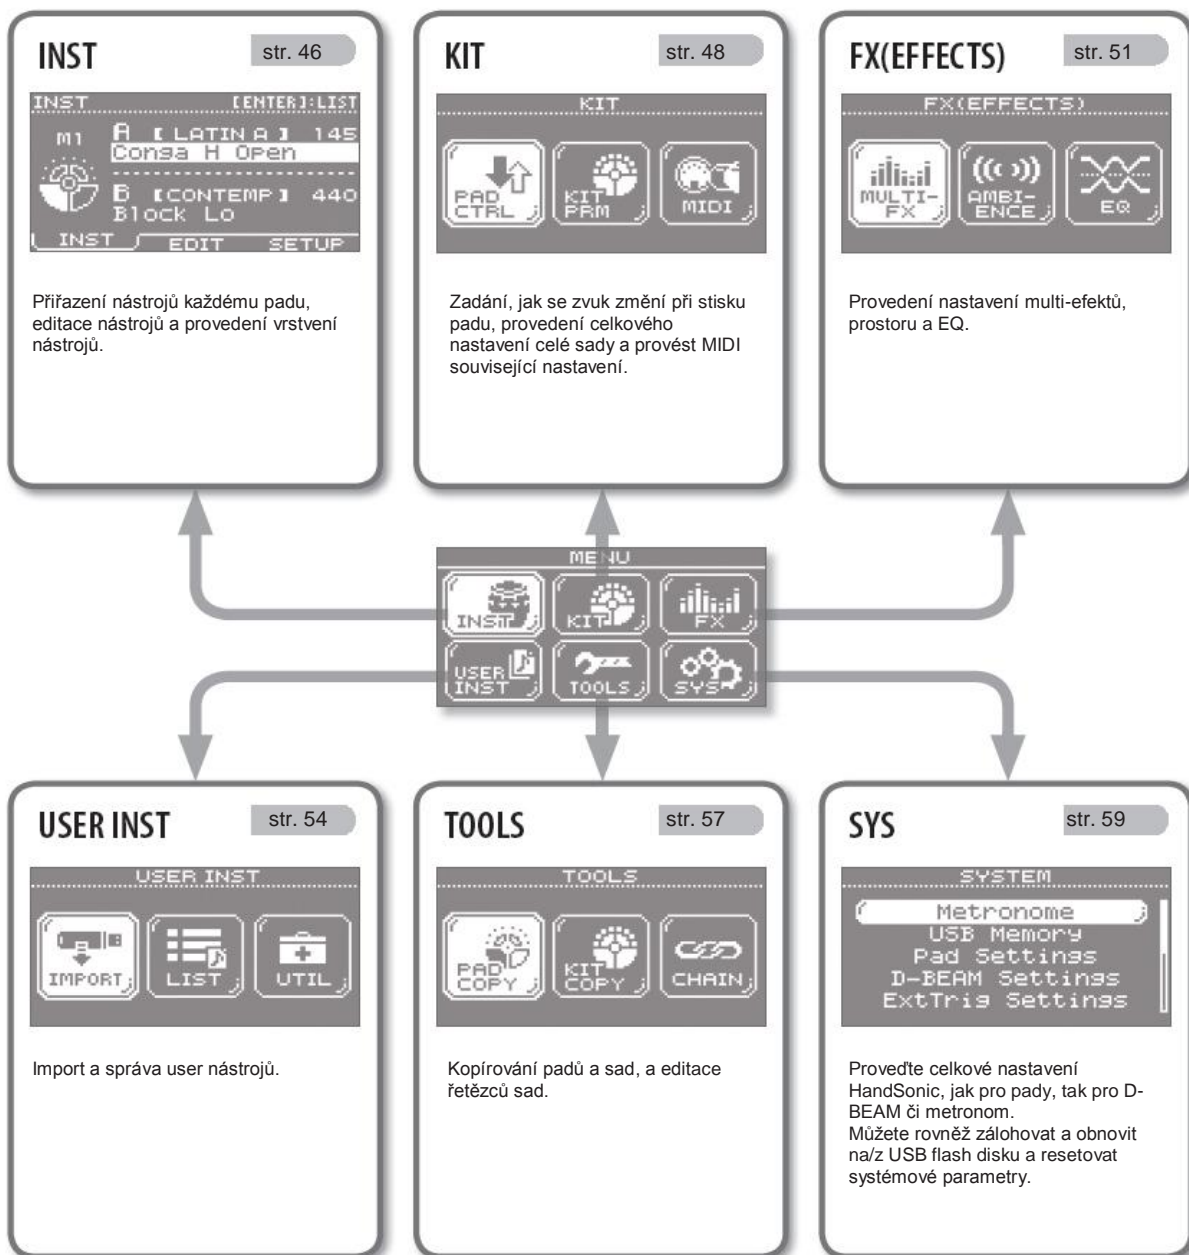 INST str. 46
INST [ENTER]:LIST
M1
A [ LATIN A ] 145
Conga H Open
B [CONTEMP] 440
Block Lo
INST EDIT SETUP
Přiřazení nástrojů každému padu,
editace nástrojů a provedení vrstvení
nástrojů.
KIT str. 48
KIT
PAD CTRL
KIT PRM
MIDI
Zadání, jak se zvuk změní při stisku
padu, provedení celkového
nastavení celé sady a provést MIDI
související nastavení.
FX(EFFECTS) str. 51
FX(EFFECTS)
MULTI-FX
AMBI-ENCE
EQ
Provedení nastavení multi-efektů,
prostoru a EQ.
MENU
INST
KIT
FX
USER INST
TOOLS
SYS
USER INST str. 54
USER INST
IMPORT
LIST
UTIL
Import a správa user nástrojů.
TOOLS str. 57
TOOLS
PAD COPY
KIT COPY
CHAIN
Kopírování padů a sad, a editace
řetězců sad.
SYS str. 59
SYSTEM
Metronome
USB Memory
Pad Settings
D-BEAM Settings
ExtTrig Settings
Proveďte celkové nastavení
HandSonic, jak pro pady, tak pro D-
BEAM či metronom.
Můžete rovněž zálohovat a obnovit
na/z USB flash disku a resetovat
systémové parametry.